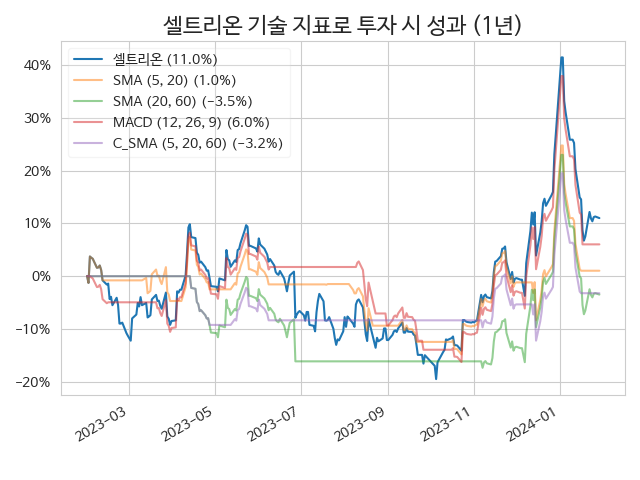 셀트리온 기술 지표로 투자 시 성과 (1년)
셀트리온 (11.0%)
SMA (5, 20) (1.0%)
SMA (20, 60) (−3.5%)
MACD (12, 26, 9) (6.0%)
C_SMA (5, 20, 60) (−3.2%)
40%
30%
20%
10%
0%
−10%
−20%
2023−03
2023−05
2023−07
2023−09
2023−11
2024−01